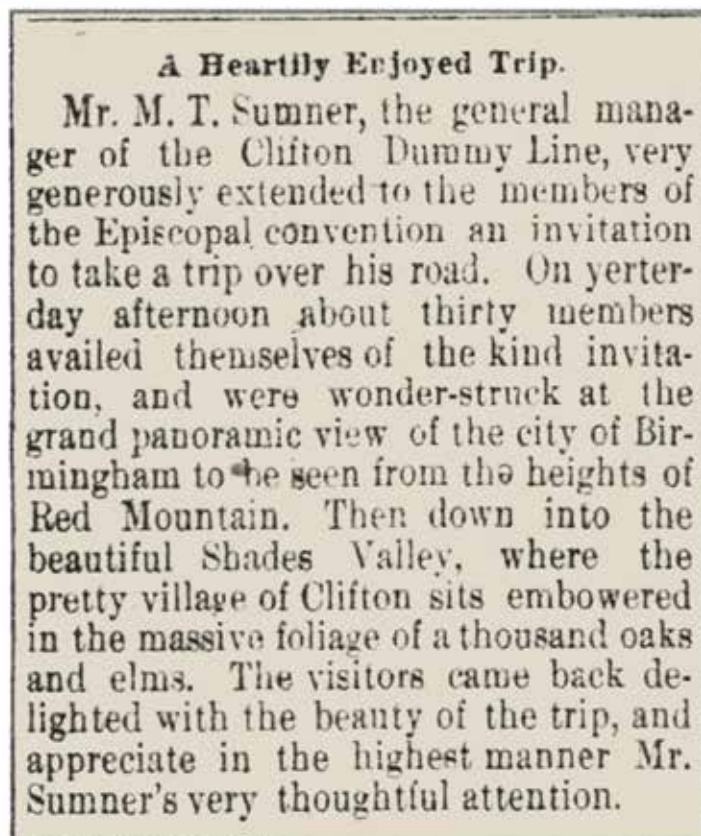 A Heartily Enjoyed Trip.
Mr. M. T. Sumner, the general mana-
ger of the Clifton Dummy Line, very
generously extended to the members of
the Episcopal convention an invitation
to take a trip over his road. On yerter-
day afternoon about thirty members
availed themselves of the kind invita-
tion, and were wonder-struck at the
grand panoramic view of the city of Bir-
mingham to be seen from the heights of
Red Mountain. Then down into the
beautiful Shades Valley, where the
pretty village of Clifton sits embowered
in the massive foliage of a thousand oaks
and elms. The visitors came back de-
lighted with the beauty of the trip, and
appreciate in the highest manner Mr.
Sumner's very thoughtful attention.